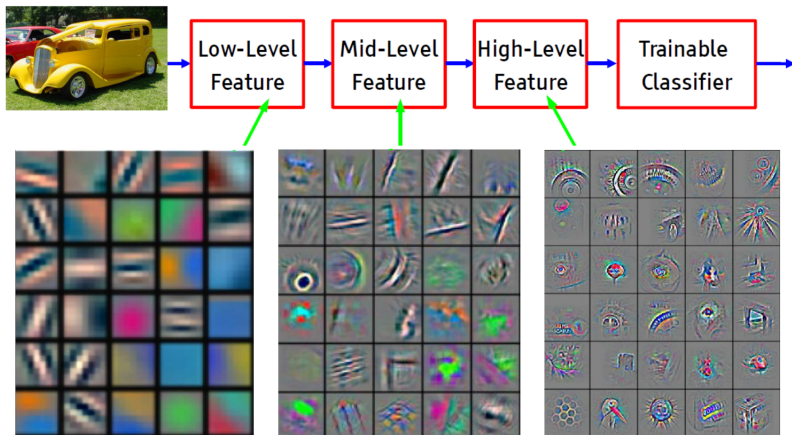 Low-Level
Feature
Mid-Level
Feature
High-Level
Feature
Trainable
Classifier